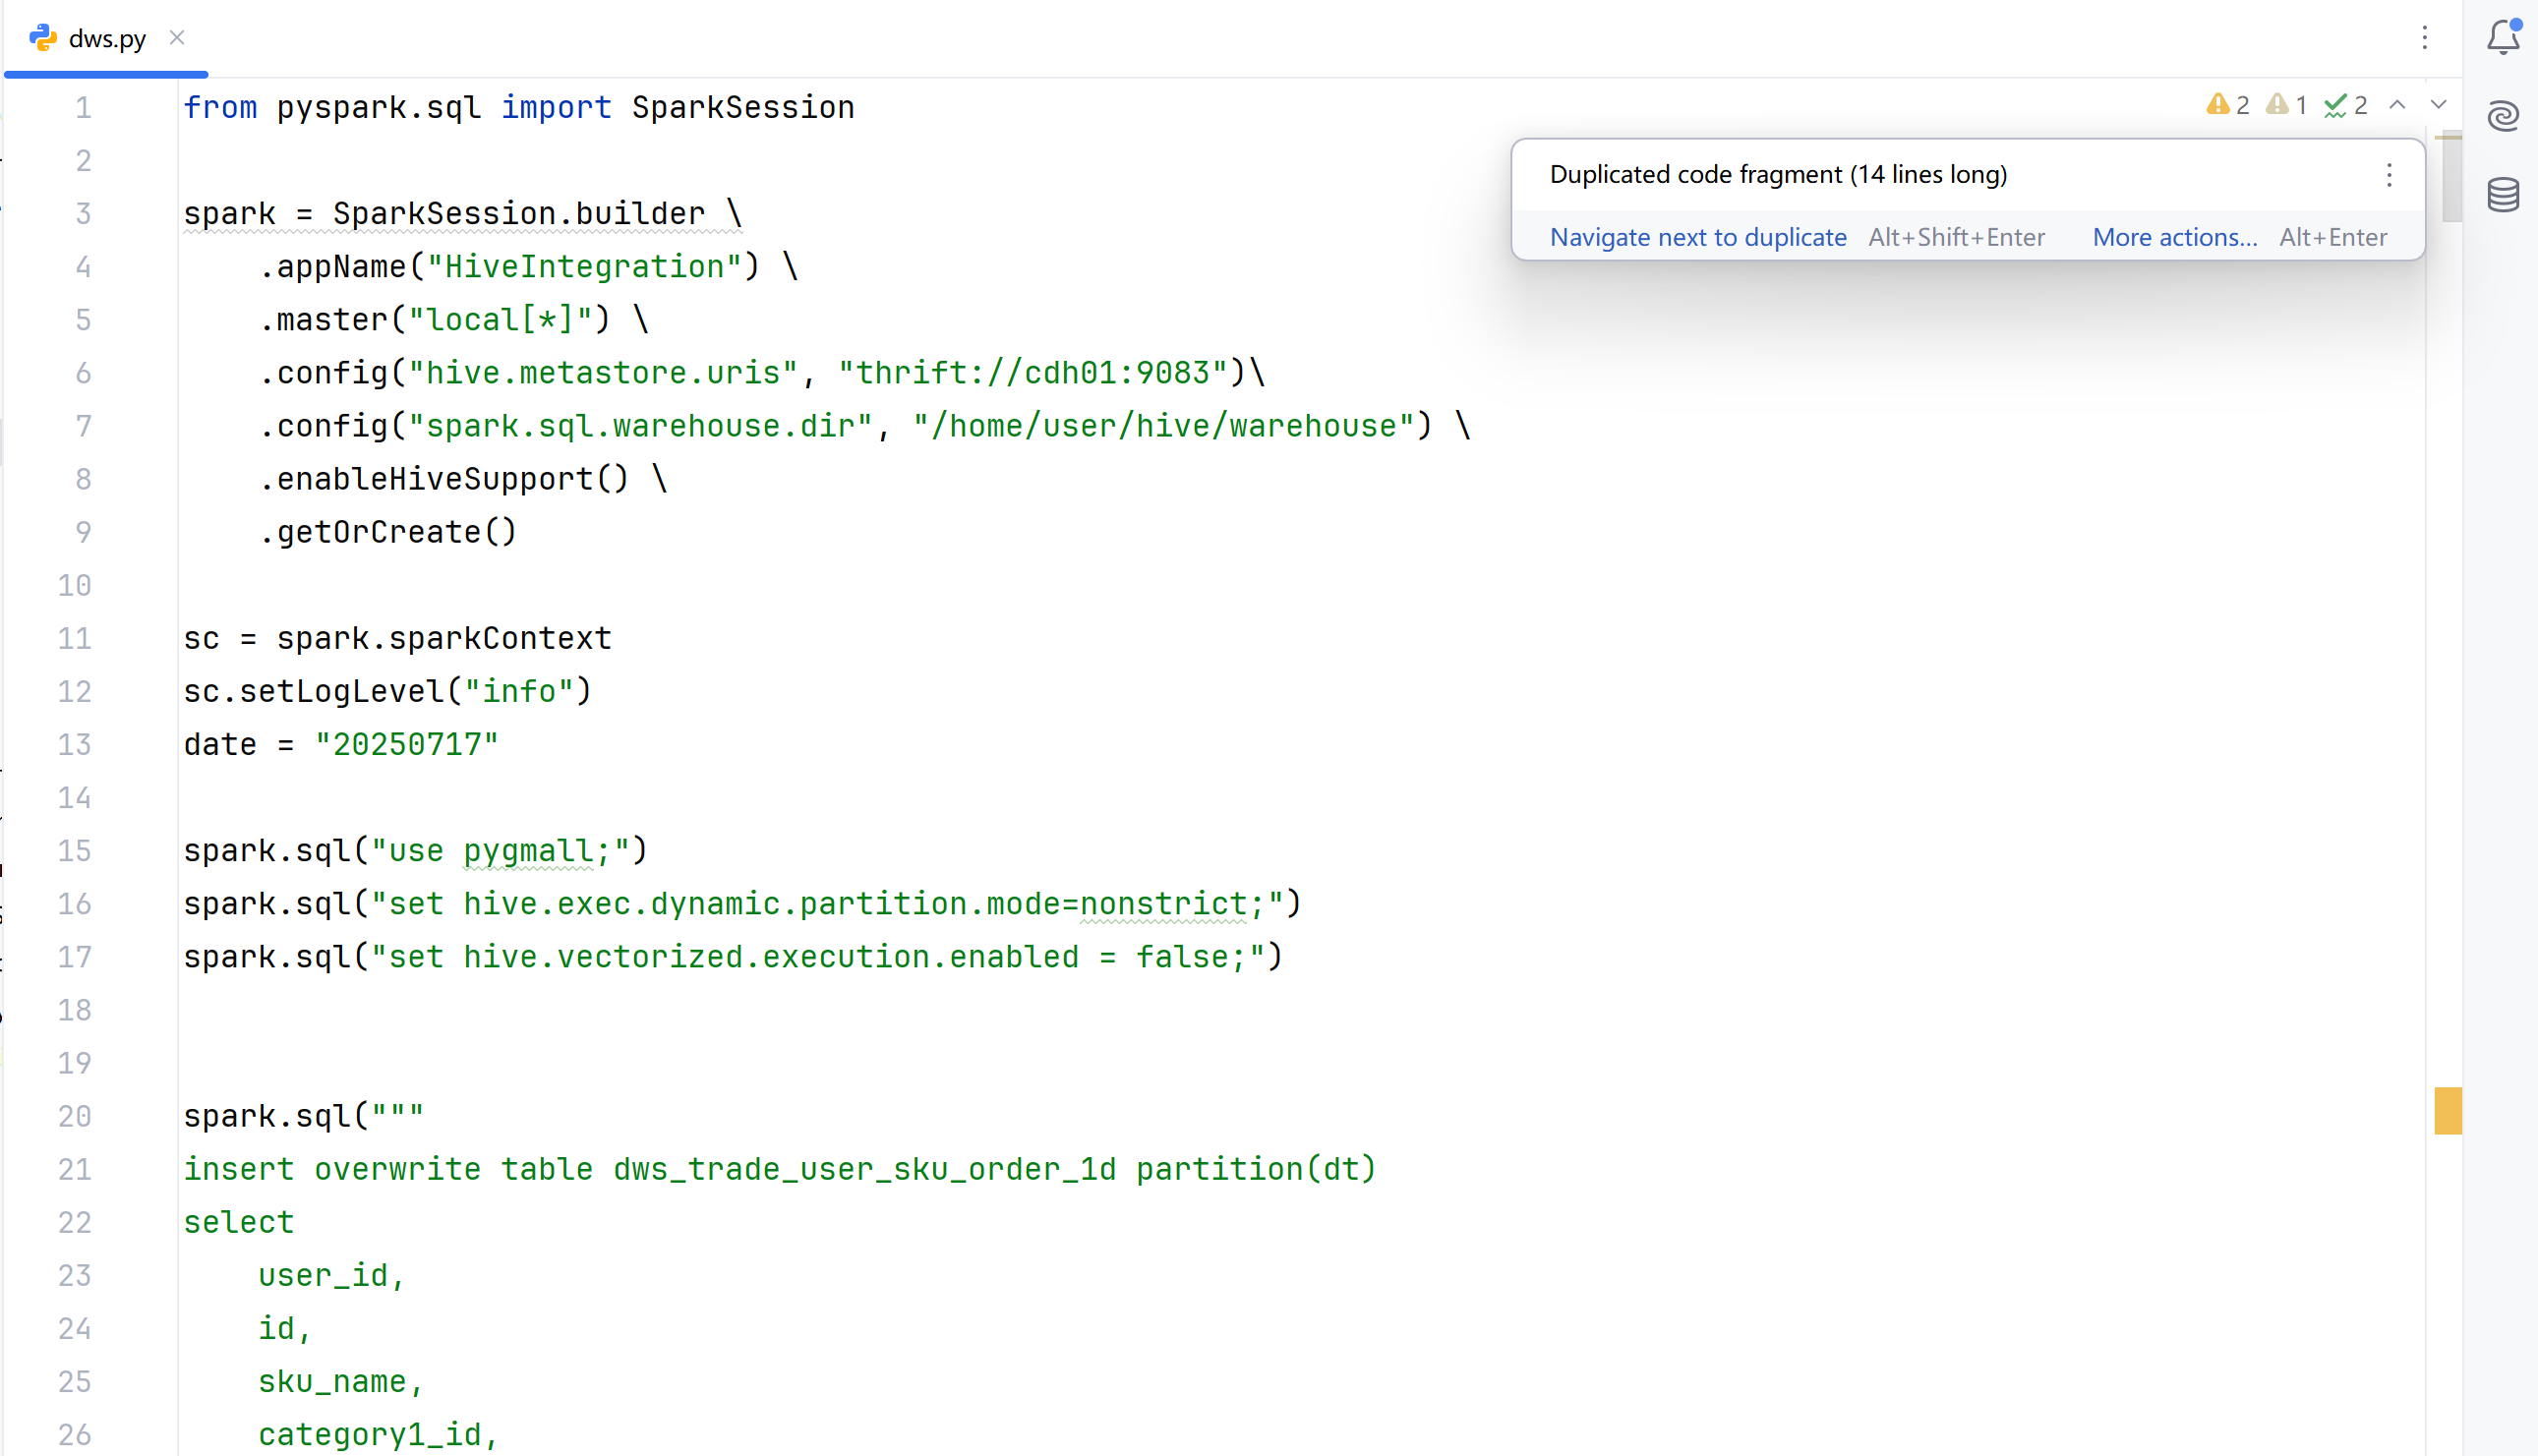 dws.py
2 1 2
1 from pyspark.sql import SparkSession
Duplicated code fragment (14 lines long)
Navigate next to duplicate Alt+Shift+Enter More actions... Alt+Enter
2
3 spark = SparkSession.builder \
4     .appName("HiveIntegration") \
5     .master("local[*]") \
6     .config("hive.metastore.uris", "thrift://cdh01:9083")\
7     .config("spark.sql.warehouse.dir", "/home/user/hive/warehouse") \
8     .enableHiveSupport() \
9     .getOrCreate()
10
11 sc = spark.sparkContext
12 sc.setLogLevel("info")
13 date = "20250717"
14
15 spark.sql("use pygmall;")
16 spark.sql("set hive.exec.dynamic.partition.mode=nonstrict;")
17 spark.sql("set hive.vectorized.execution.enabled = false;")
18
19
20 spark.sql("""
21 insert overwrite table dws_trade_user_sku_order_1d partition(dt)
22 select
23     user_id,
24     id,
25     sku_name,
26     category1_id,